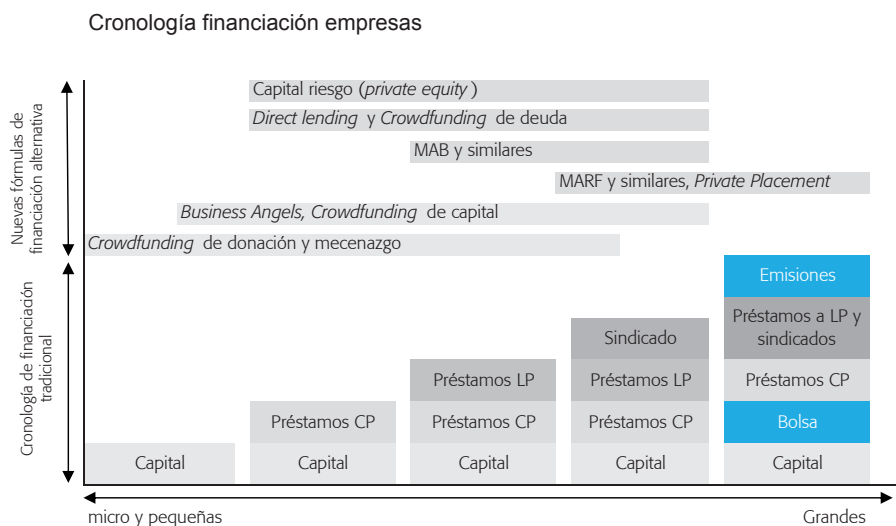 Cronología financiación empresas
Nuevas fórmulas de
financiación alternativa
Capital riesgo (private equity )
Direct lending y Crowdfunding de deuda
MAB y similares
MARF y similares, Private Placement
Business Angels, Crowdfunding de capital
Crowdfunding de donación y mecenazgo
Cronología de financiación
tradicional
Emisiones
Préstamos a LP y
sindicados
Sindicado
Préstamos LP
Préstamos LP
Préstamos CP
Préstamos CP
Préstamos CP
Préstamos CP
Bolsa
Capital
Capital
Capital
Capital
Capital
micro y pequeñas
Grandes